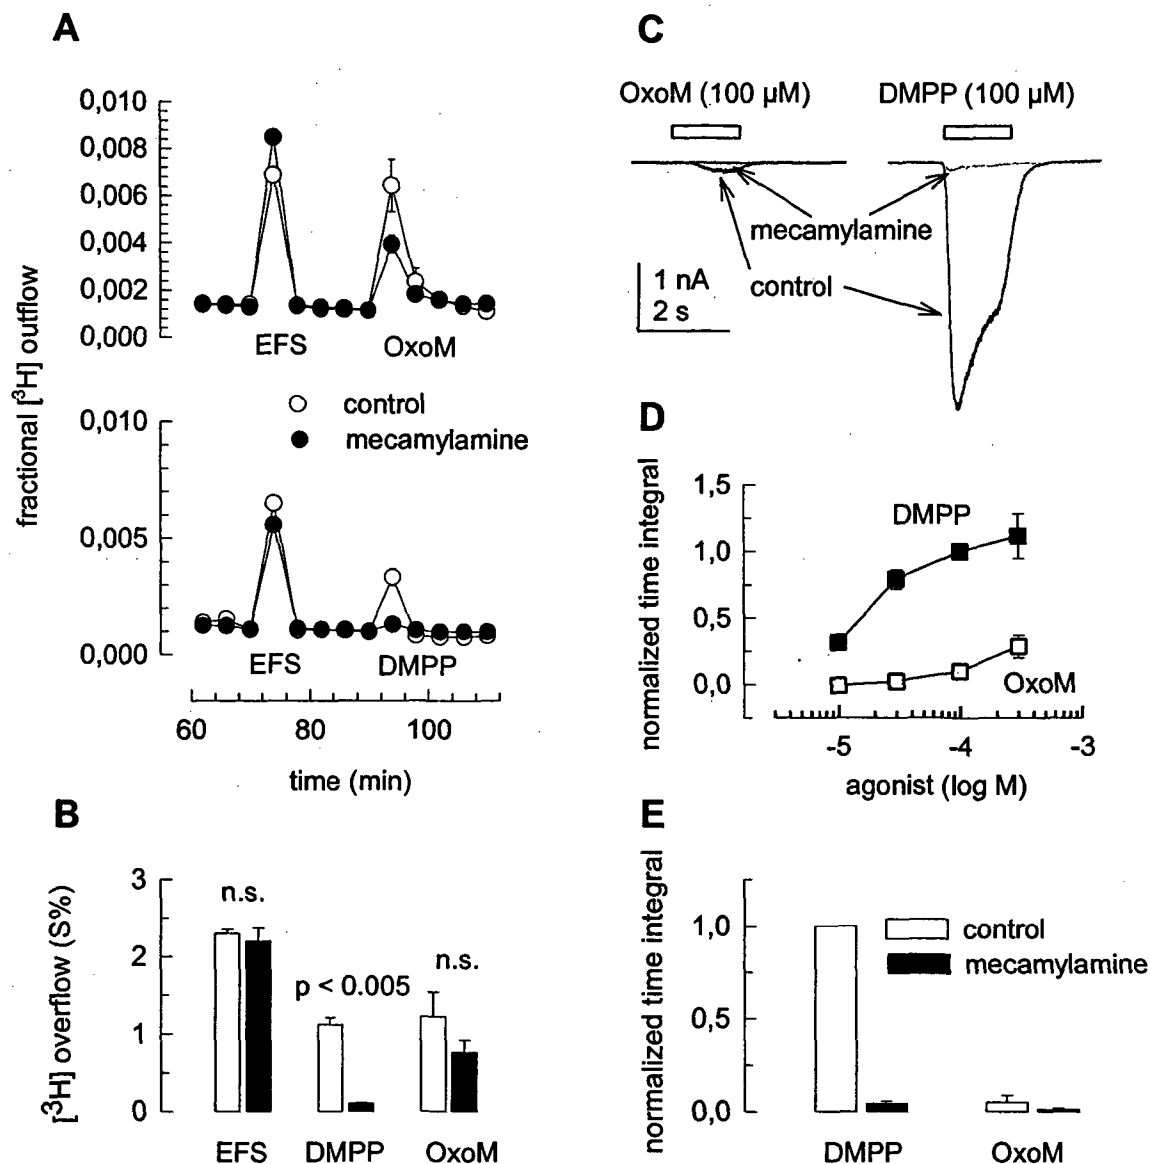 A
0,010
0,008
0,006
0,004
0,002
0,000
EFS
OxoM
control
mecamylamine
0,010
0,005
0,000
EFS
DMPP
60
80
100
time (min)
fractional [³H] outflow
B
[³H] overflow (S%)
3
2
1
0
n.s.
p < 0.005
n.s.
EFS
DMPP
OxoM
C
OxoM (100 µM)
DMPP (100 µM)
mecamylamine
control
1 nA
2 s
D
normalized time integral
1,5
1,0
0,5
0,0
DMPP
OxoM
-5
-4
-3
agonist (log M)
E
normalized time integral
1,0
0,5
0,0
control
mecamylamine
DMPP
OxoM